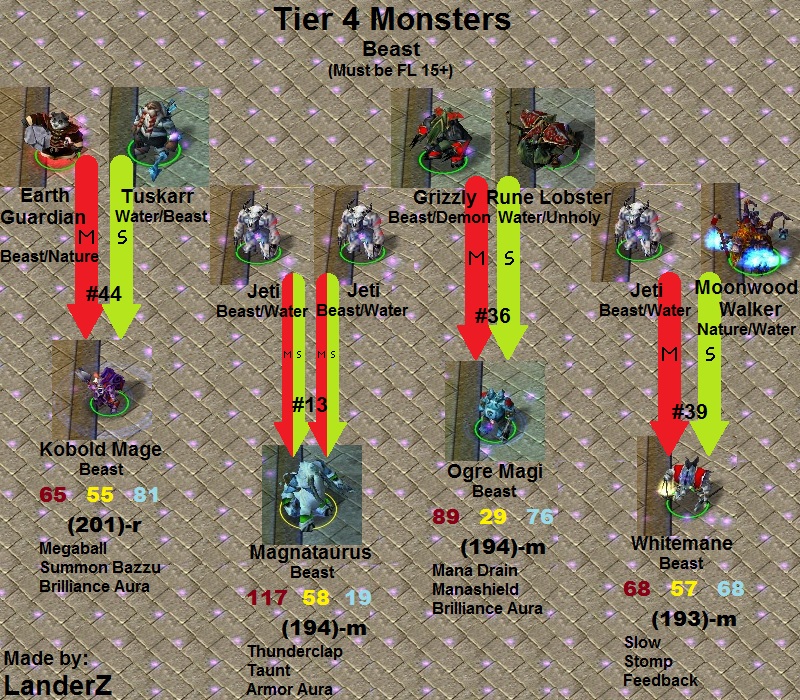 Tier 4 Monsters
Beast
(Must be FL 15+)
Earth
Guardian
Beast/Nature
Tuskarr
Water/Beast
M
S
#44
Kobold Mage
Beast
65 55 81
(201)-r
Megaball
Summon Bazzu
Brilliance Aura
Jeti
Beast/Water
Jeti
Beast/Water
M S M S
#13
Magnataurus
Beast
117 58 19
(194)-m
Thunderclap
Taunt
Armor Aura
Grizzly
Beast/Demon
Rune Lobster
Water/Unholy
M
S
#36
Ogre Magi
Beast
89 29 76
(194)-m
Mana Drain
Manashield
Brilliance Aura
Jeti
Beast/Water
Moonwood
Walker
Nature/Water
M
S
#39
Whitemane
Beast
68 57 68
(193)-m
Slow
Stomp
Feedback
Made by:
LanderZ